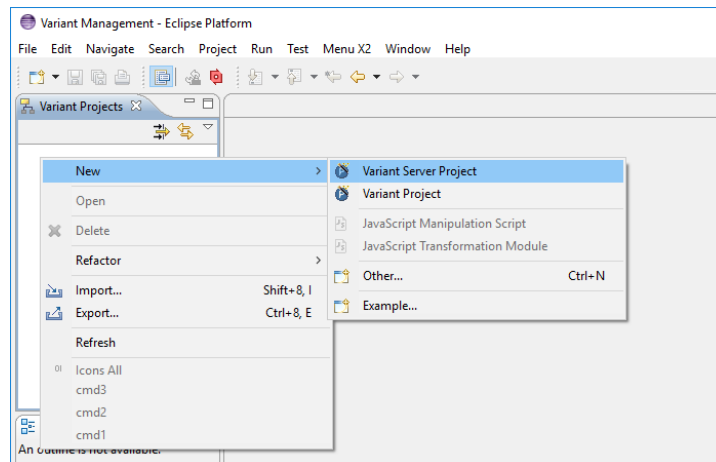 Variant Management - Eclipse Platform
File Edit Navigate Search Project Run Test Menu X2 Window Help
Variant Projects
New
Open
Delete
Refactor
Import... Shift+8, I
Export... Ctrl+8, E
Refresh
Icons All
cmd3
cmd2
cmd1
Variant Server Project
Variant Project
JavaScript Manipulation Script
JavaScript Transformation Module
Other... Ctrl+N
Example...
An outline is not available.